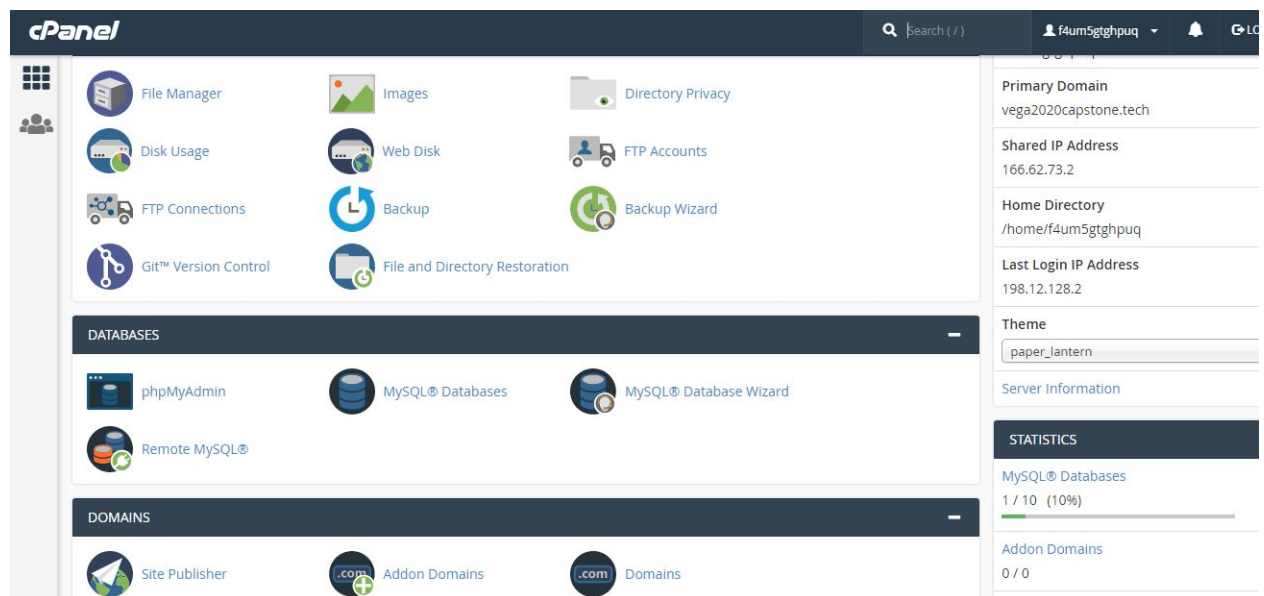 cPanel
Search ( / )
f4um5gtghpuq
LO
File Manager
Images
Directory Privacy
Disk Usage
Web Disk
FTP Accounts
FTP Connections
Backup
Backup Wizard
Git™ Version Control
File and Directory Restoration
DATABASES
phpMyAdmin
MySQL® Databases
MySQL® Database Wizard
Remote MySQL®
DOMAINS
Site Publisher
.com
Addon Domains
.com
Domains
Primary Domain
vega2020capstone.tech
Shared IP Address
166.62.73.2
Home Directory
/home/f4um5gtghpuq
Last Login IP Address
198.12.128.2
Theme
paper_lantern
Server Information
STATISTICS
MySQL® Databases
1 / 10 (10%)
Addon Domains
0 / 0